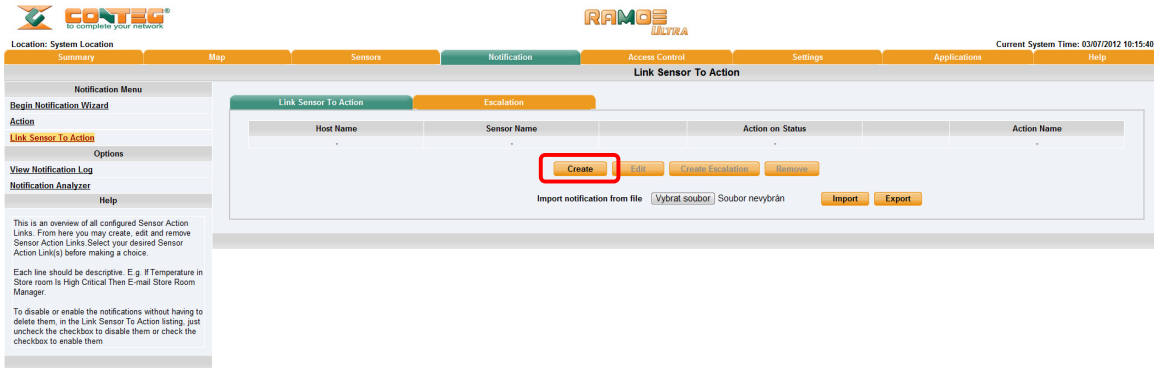 CONTEG®
to complete your network
RAMOS
ULTRA
Location: System Location
Current System Time: 03/07/2012 10:15:40
Summary Map Sensors Notification Access Control Settings Applications Help
Link Sensor To Action
Notification Menu
Begin Notification Wizard
Action
Link Sensor To Action
Options
View Notification Log
Notification Analyzer
Help
This is an overview of all configured Sensor Action
Links. From here you may create, edit and remove
Sensor Action Links.Select your desired Sensor
Action Link(s) before making a choice.
Each line should be descriptive. E.g. If Temperature in
Store room Is High Critical Then E-mail Store Room
Manager.
To disable or enable the notifications without having to
delete them, in the Link Sensor To Action listing, just
uncheck the checkbox to disable them or check the
checkbox to enable them
Link Sensor To Action Escalation
Host Name Sensor Name Action on Status Action Name
- - - -
Create Edit Create Escalation Remove
Import notification from file Vybrat soubor Soubor nevybrán Import Export